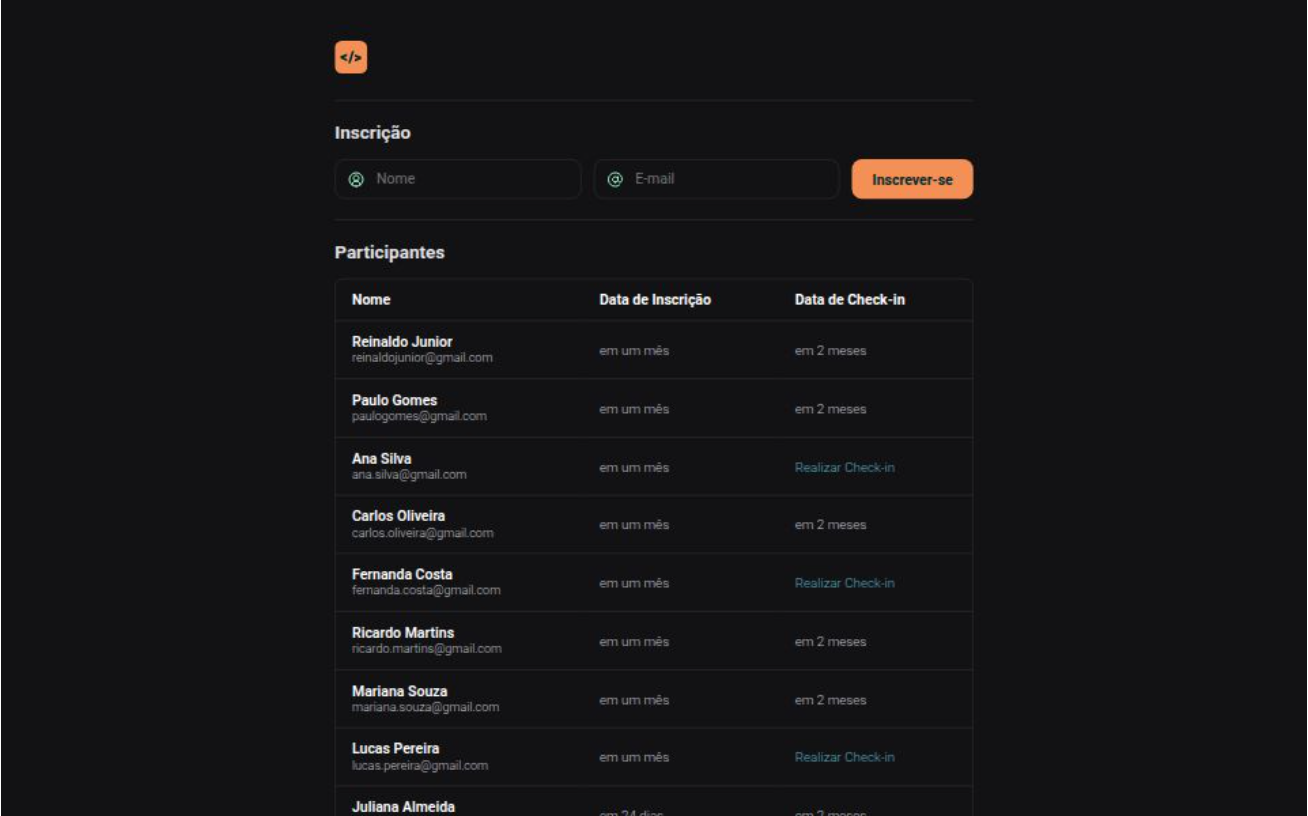 </>
Inscrição
Nome
E-mail
Inscrever-se
Participantes
Nome Data de Inscrição Data de Check-in
Reinaldo Junior
reinaldojunior@gmail.com
em um mês em 2 meses
Paulo Gomes
paulogomes@gmail.com
em um mês em 2 meses
Ana Silva
ana.silva@gmail.com
em um mês Realizar Check-in
Carlos Oliveira
carlos.oliveira@gmail.com
em um mês em 2 meses
Fernanda Costa
fernanda.costa@gmail.com
em um mês Realizar Check-in
Ricardo Martins
ricardo.martins@gmail.com
em um mês em 2 meses
Mariana Souza
mariana.souza@gmail.com
em um mês em 2 meses
Lucas Pereira
lucas.pereira@gmail.com
em um mês Realizar Check-in
Juliana Almeida
em 24 dias em 2 meses